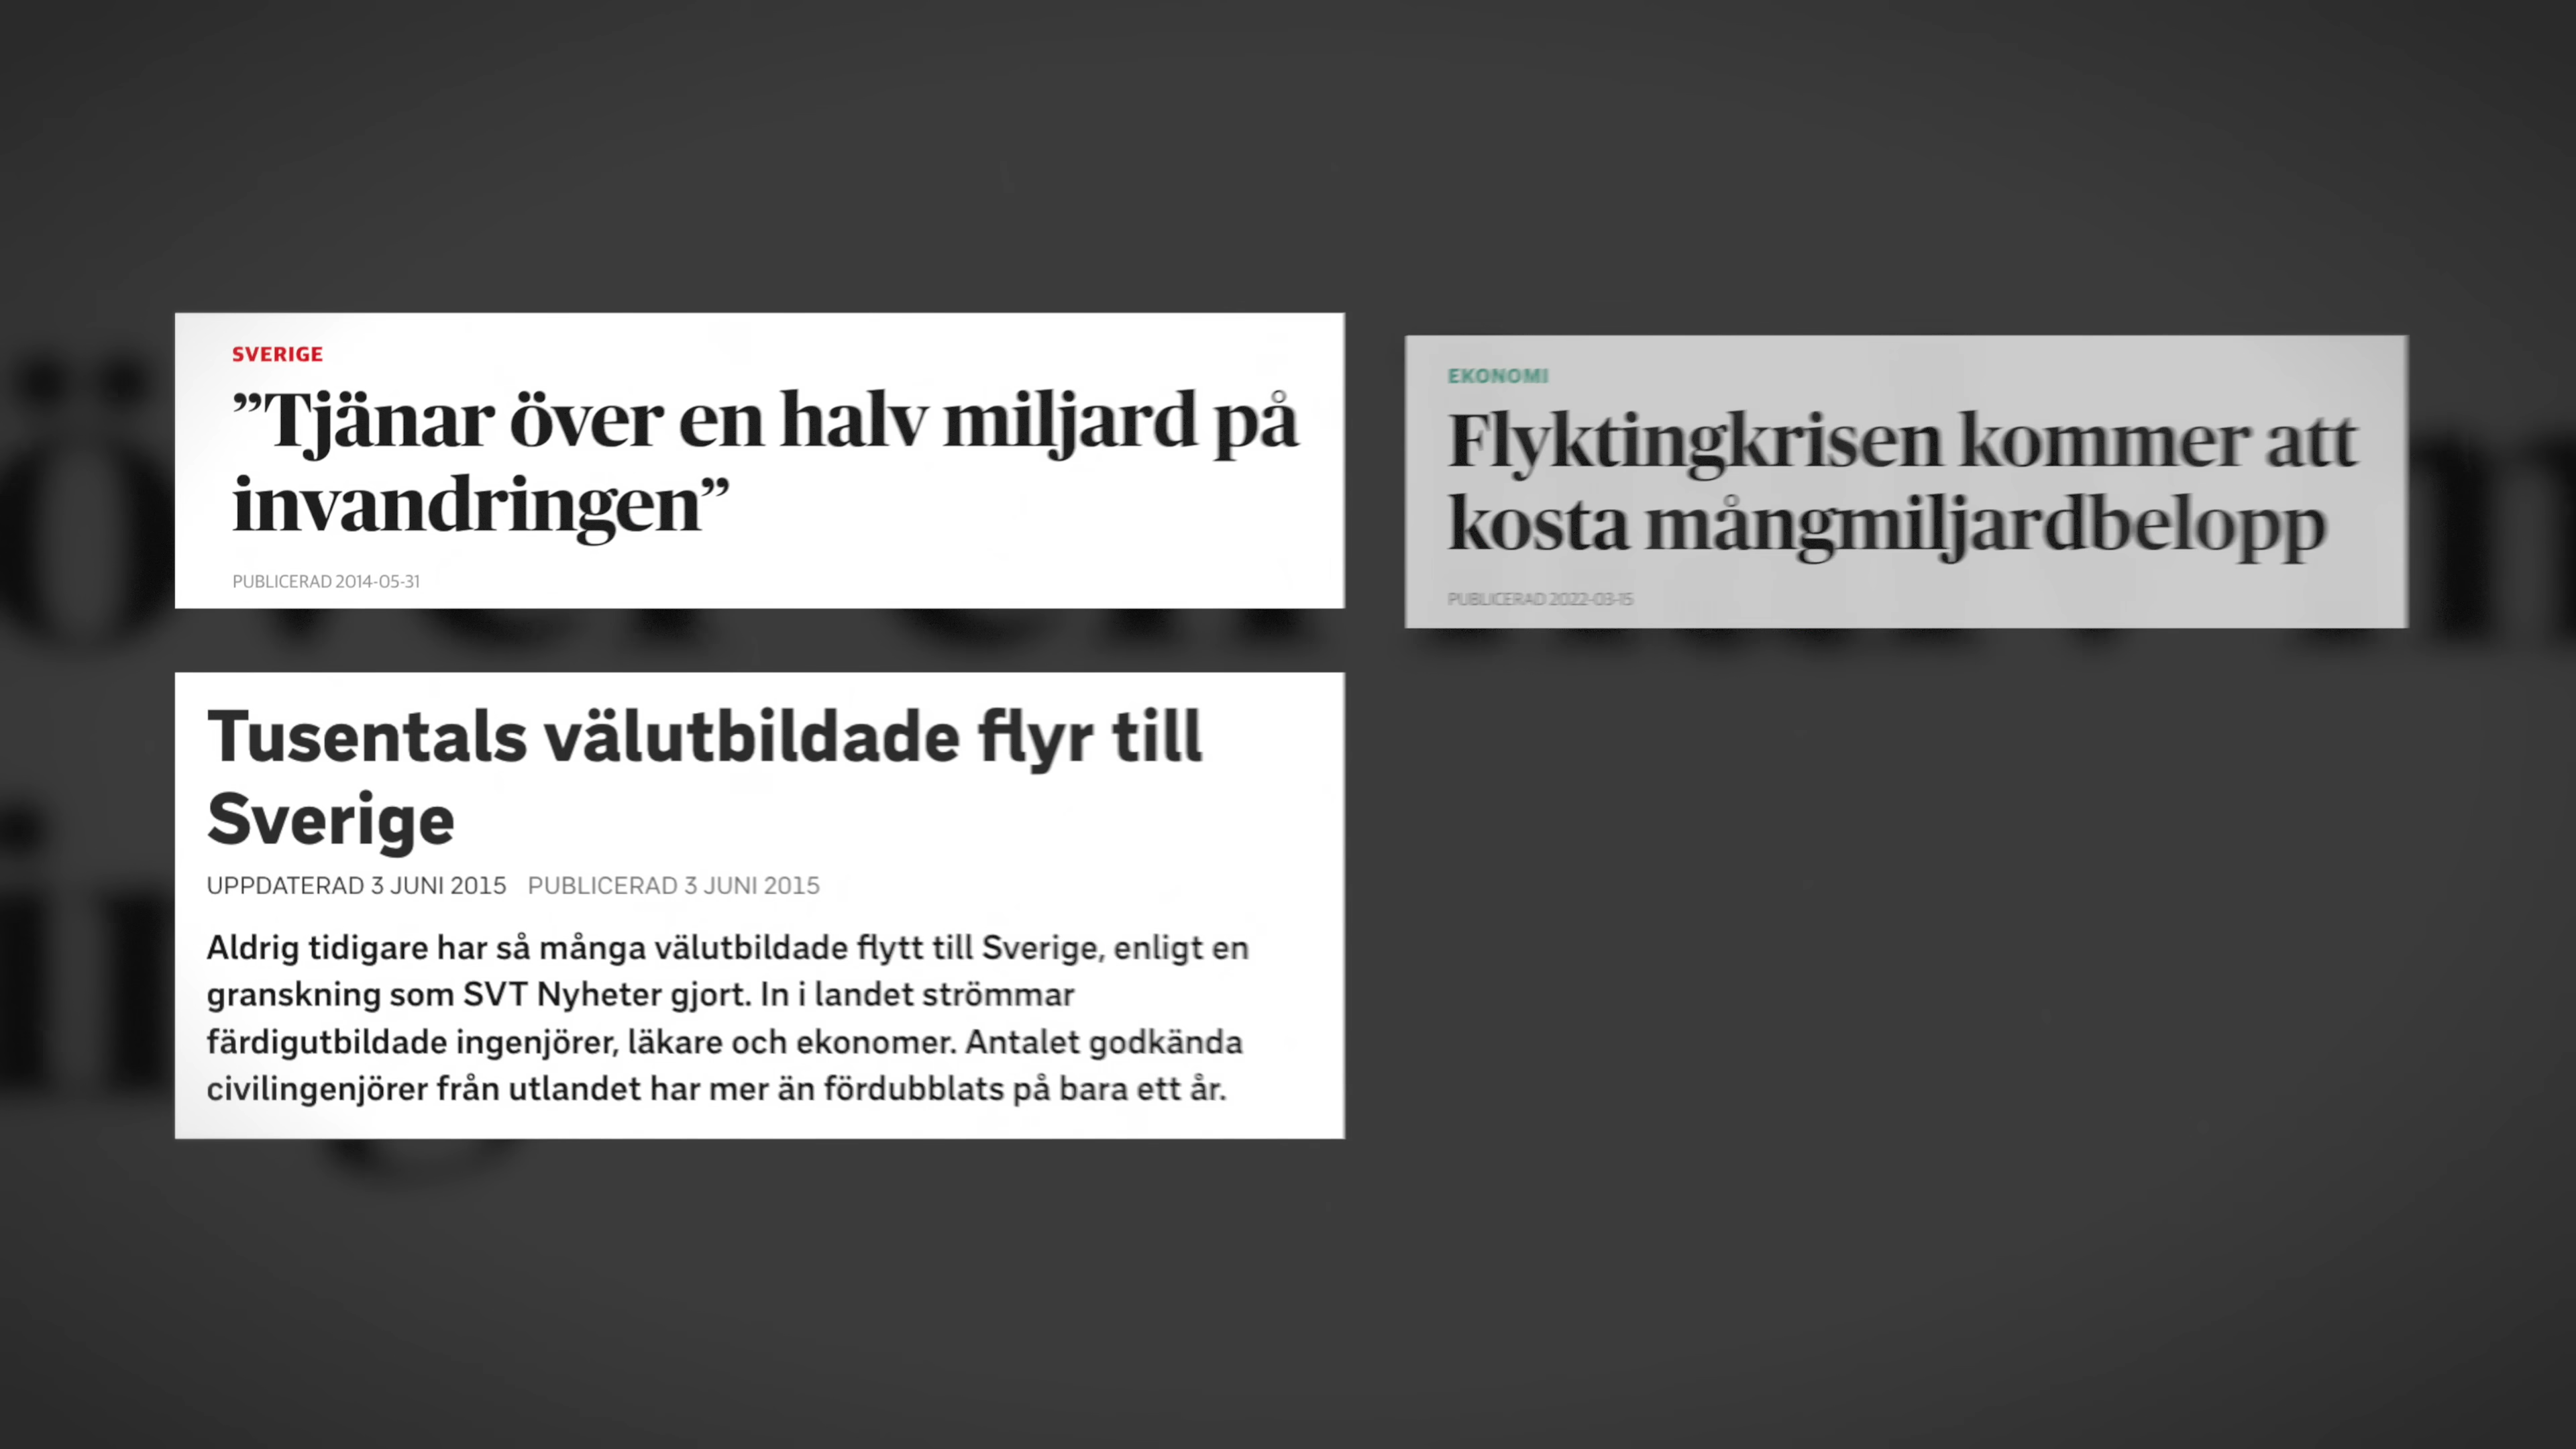 SVERIGE
”Tjänar över en halv miljard på
invandringen”
PUBLICERAD 2014-05-31
Tusentals välutbildade flyr till
Sverige
UPPDATERAD 3 JUNI 2015 PUBLICERAD 3 JUNI 2015
Aldrig tidigare har så många välutbildade flytt till Sverige, enligt en
granskning som SVT Nyheter gjort. In i landet strömmar
färdigutbildade ingenjörer, läkare och ekonomer. Antalet godkända
civilingenjörer från utlandet har mer än fördubblats på bara ett år.
EKONOMI
Flyktingkrisen kommer att
kosta mångmiljardbelopp
PUBLICERAD 2022-03-15